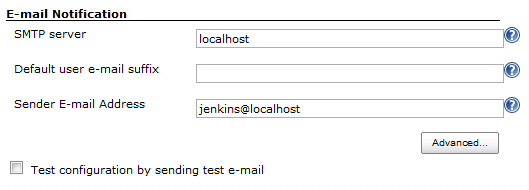 E-mail Notification
SMTP server localhost ?
Default user e-mail suffix ?
Sender E-mail Address jenkins@localhost ?
Advanced...
Test configuration by sending test e-mail